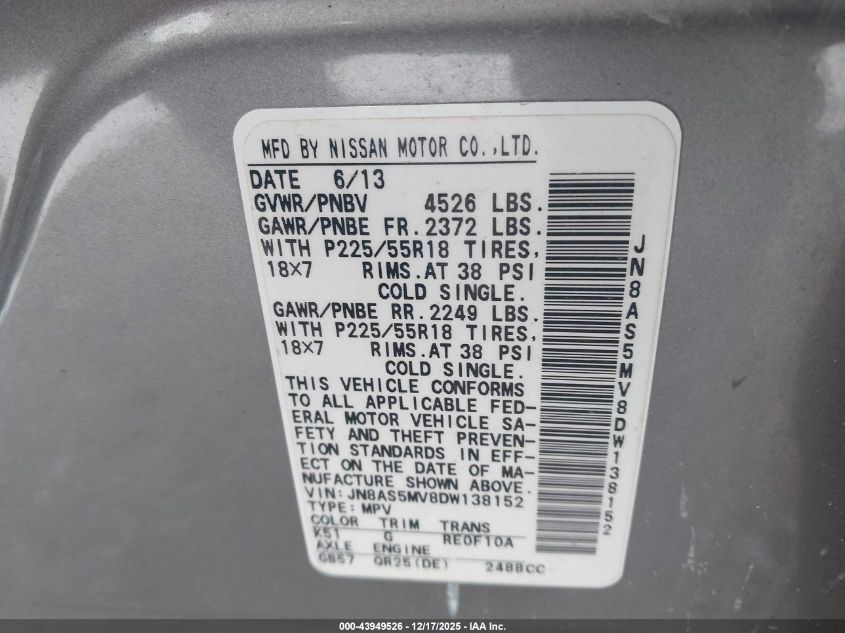 MFD BY NISSAN MOTOR CO.,LTD.
DATE 6/13
GVWR/PNBV 4526 LBS.
GAWR/PNBE FR.2372 LBS.
WITH P225/55R18 TIRES,
18X7 RIMS.AT 38 PSI
COLD SINGLE.
GAWR/PNBE RR.2249 LBS.
WITH P225/55R18 TIRES,
18X7 RIMS.AT 38 PSI
COLD SINGLE.
THIS VEHICLE CONFORMS
TO ALL APPLICABLE FED-
ERAL MOTOR VEHICLE SA-
FETY AND THEFT PREVEN-
TION STANDARDS IN EFF-
ECT ON THE DATE OF MA-
NUFACTURE SHOWN ABOVE.
VIN: JN8AS5MV8DW138152
TYPE: MPV
COLOR TRIM TRANS
K51 G RE0F10A
AXLE ENGINE
GB57 QR25(DE) 2488CC
JN8AS5MV8DW138152
000-43949526 - 12/17/2025 - IAA Inc.